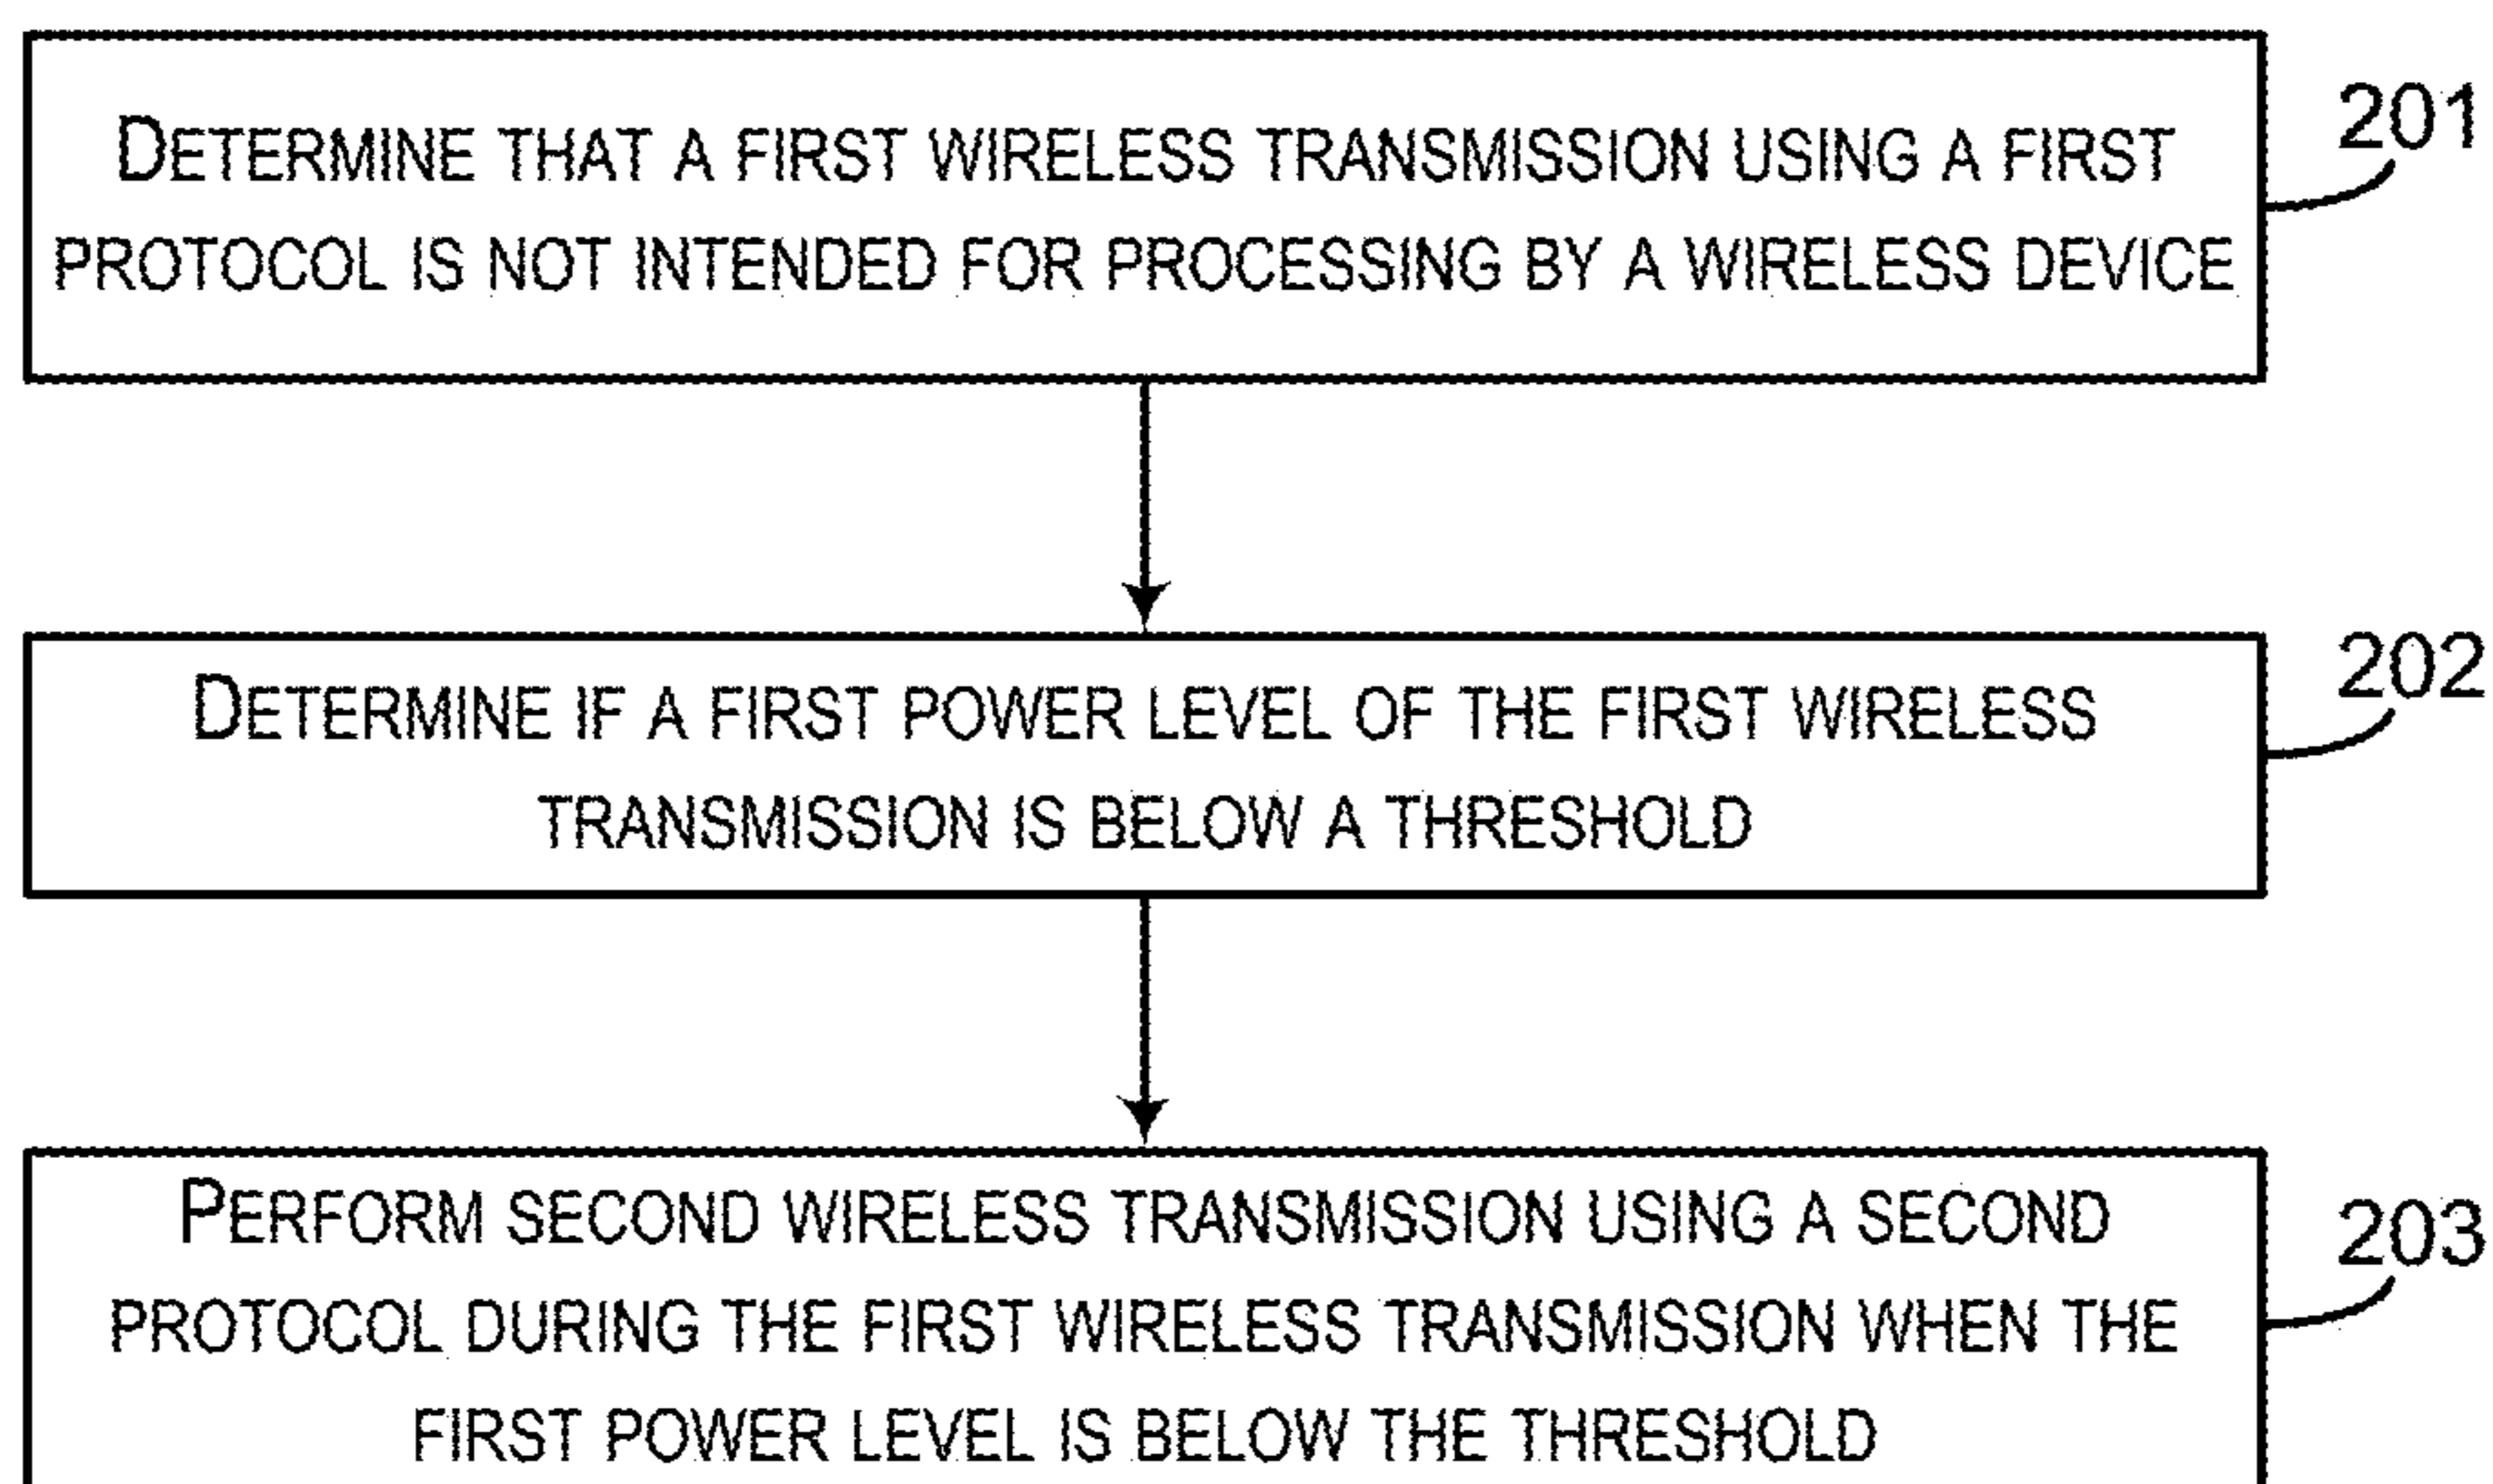 DETERMINE THAT A FIRST WIRELESS TRANSMISSION USING A FIRST
PROTOCOL IS NOT INTENDED FOR PROCESSING BY A WIRELESS DEVICE
201
DETERMINE IF A FIRST POWER LEVEL OF THE FIRST WIRELESS
TRANSMISSION IS BELOW A THRESHOLD
202
PERFORM SECOND WIRELESS TRANSMISSION USING A SECOND
PROTOCOL DURING THE FIRST WIRELESS TRANSMISSION WHEN THE
FIRST POWER LEVEL IS BELOW THE THRESHOLD
203